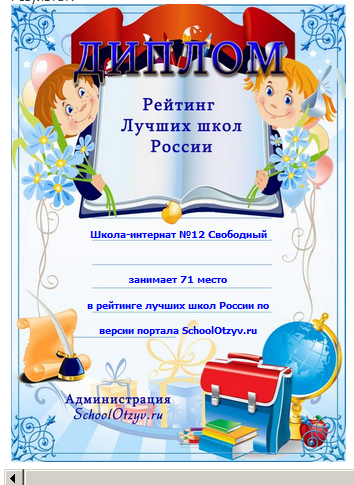 ДИПЛОМ
Рейтинг
Лучших школ
России
Школа-интернат №12 Свободный
занимает 71 место
в рейтинге лучших школ России по
версии портала SchoolOtzyv.ru
Администрация
SchoolOtzyv.ru